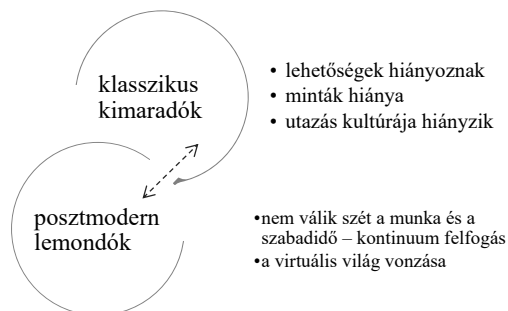 klasszikus
kimaradók
• lehetőségek hiányoznak
• minták hiánya
• utazás kultúrája hiányzik
posztmodern
lemondók
•nem válik szét a munka és a
szabadidő – kontinuum felfogás
•a virtuális világ vonzása